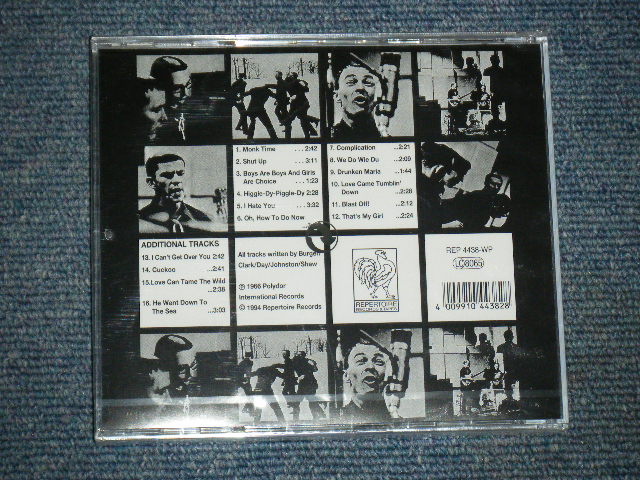 1. Monk Time ...2:42
2. Shut Up ...3:11
3. Boys Are Boys And Girls
Are Choice ...1:23
4. Higgle-Dy-Piggle-Dy 2:28
5. I Hate You ...3:32
6. Oh, How To Do Now
7. Complication ...2:21
8. We Do Wie Du ...2:09
9. Drunken Maria ...1:44
10. Love Came Tumblin'
Down ...2:28
11. Blast Off! ...2:12
12. That's My Girl ...2:24
ADDITIONAL TRACKS
13. I Can't Get Over You 2:42
14. Cuckoo ...2:41
15. Love Can Tame The Wild
...2:38
16. He Went Down To
The Sea ...3:03
All tracks written by Burger/
Clark/Day/Johnston/Shaw
℗ 1966 Polydor
International Records
© 1994 Repertoire Records
REPERTOIRE
RECORDS & TAPES
REP 4438-WP
LC8065
4 009910 443828